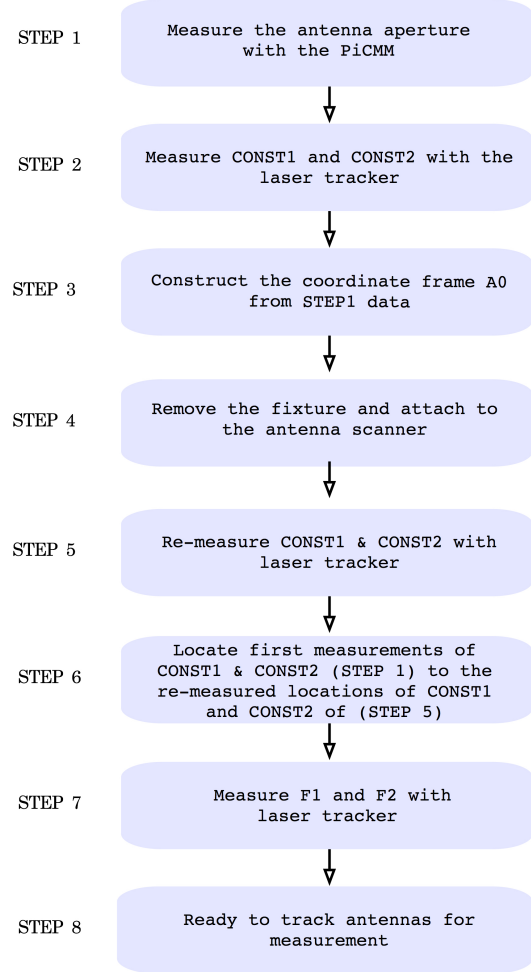 STEP 1
Measure the antenna aperture
with the PiCMM
STEP 2
Measure CONST1 and CONST2 with the
laser tracker
STEP 3
Construct the coordinate frame A0
from STEP1 data
STEP 4
Remove the fixture and attach to
the antenna scanner
STEP 5
Re-measure CONST1 & CONST2 with
laser tracker
STEP 6
Locate first measurements of
CONST1 & CONST2 (STEP 1) to the
re-measured locations of CONST1
and CONST2 of (STEP 5)
STEP 7
Measure F1 and F2 with
laser tracker
STEP 8
Ready to track antennas for
measurement